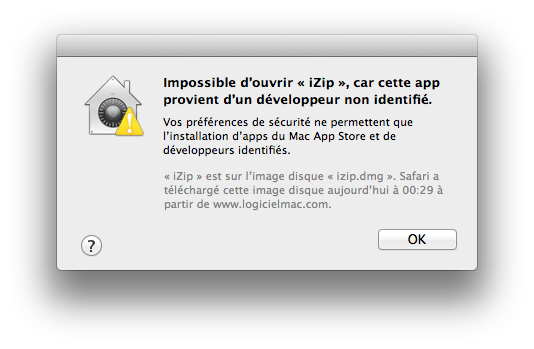 Impossible d'ouvrir « iZip », car cette app
provient d'un développeur non identifié.
Vos préférences de sécurité ne permettent que
l'installation d'apps du Mac App Store et de
développeurs identifiés.
« iZip » est sur l'image disque « izip.dmg ». Safari a
téléchargé cette image disque aujourd'hui à 00:29 à
partir de www.logicielmac.com.
?
OK